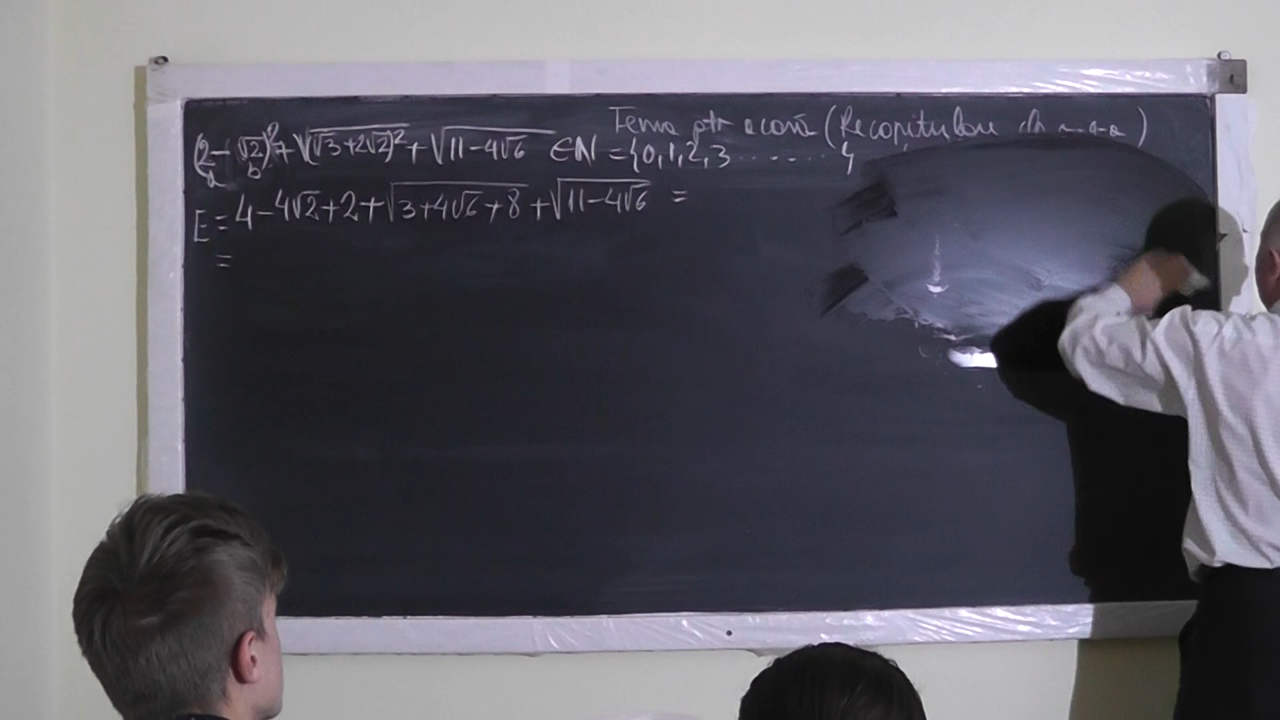 Tema ptr acasă (Recapitulare
(2-√2)²+√(√3+2√2)²+√11-4√6 ∈N={0,1,2,3.......}
a b
E=4-4√2+2+√3+4√6+8+√11-4√6 =
=